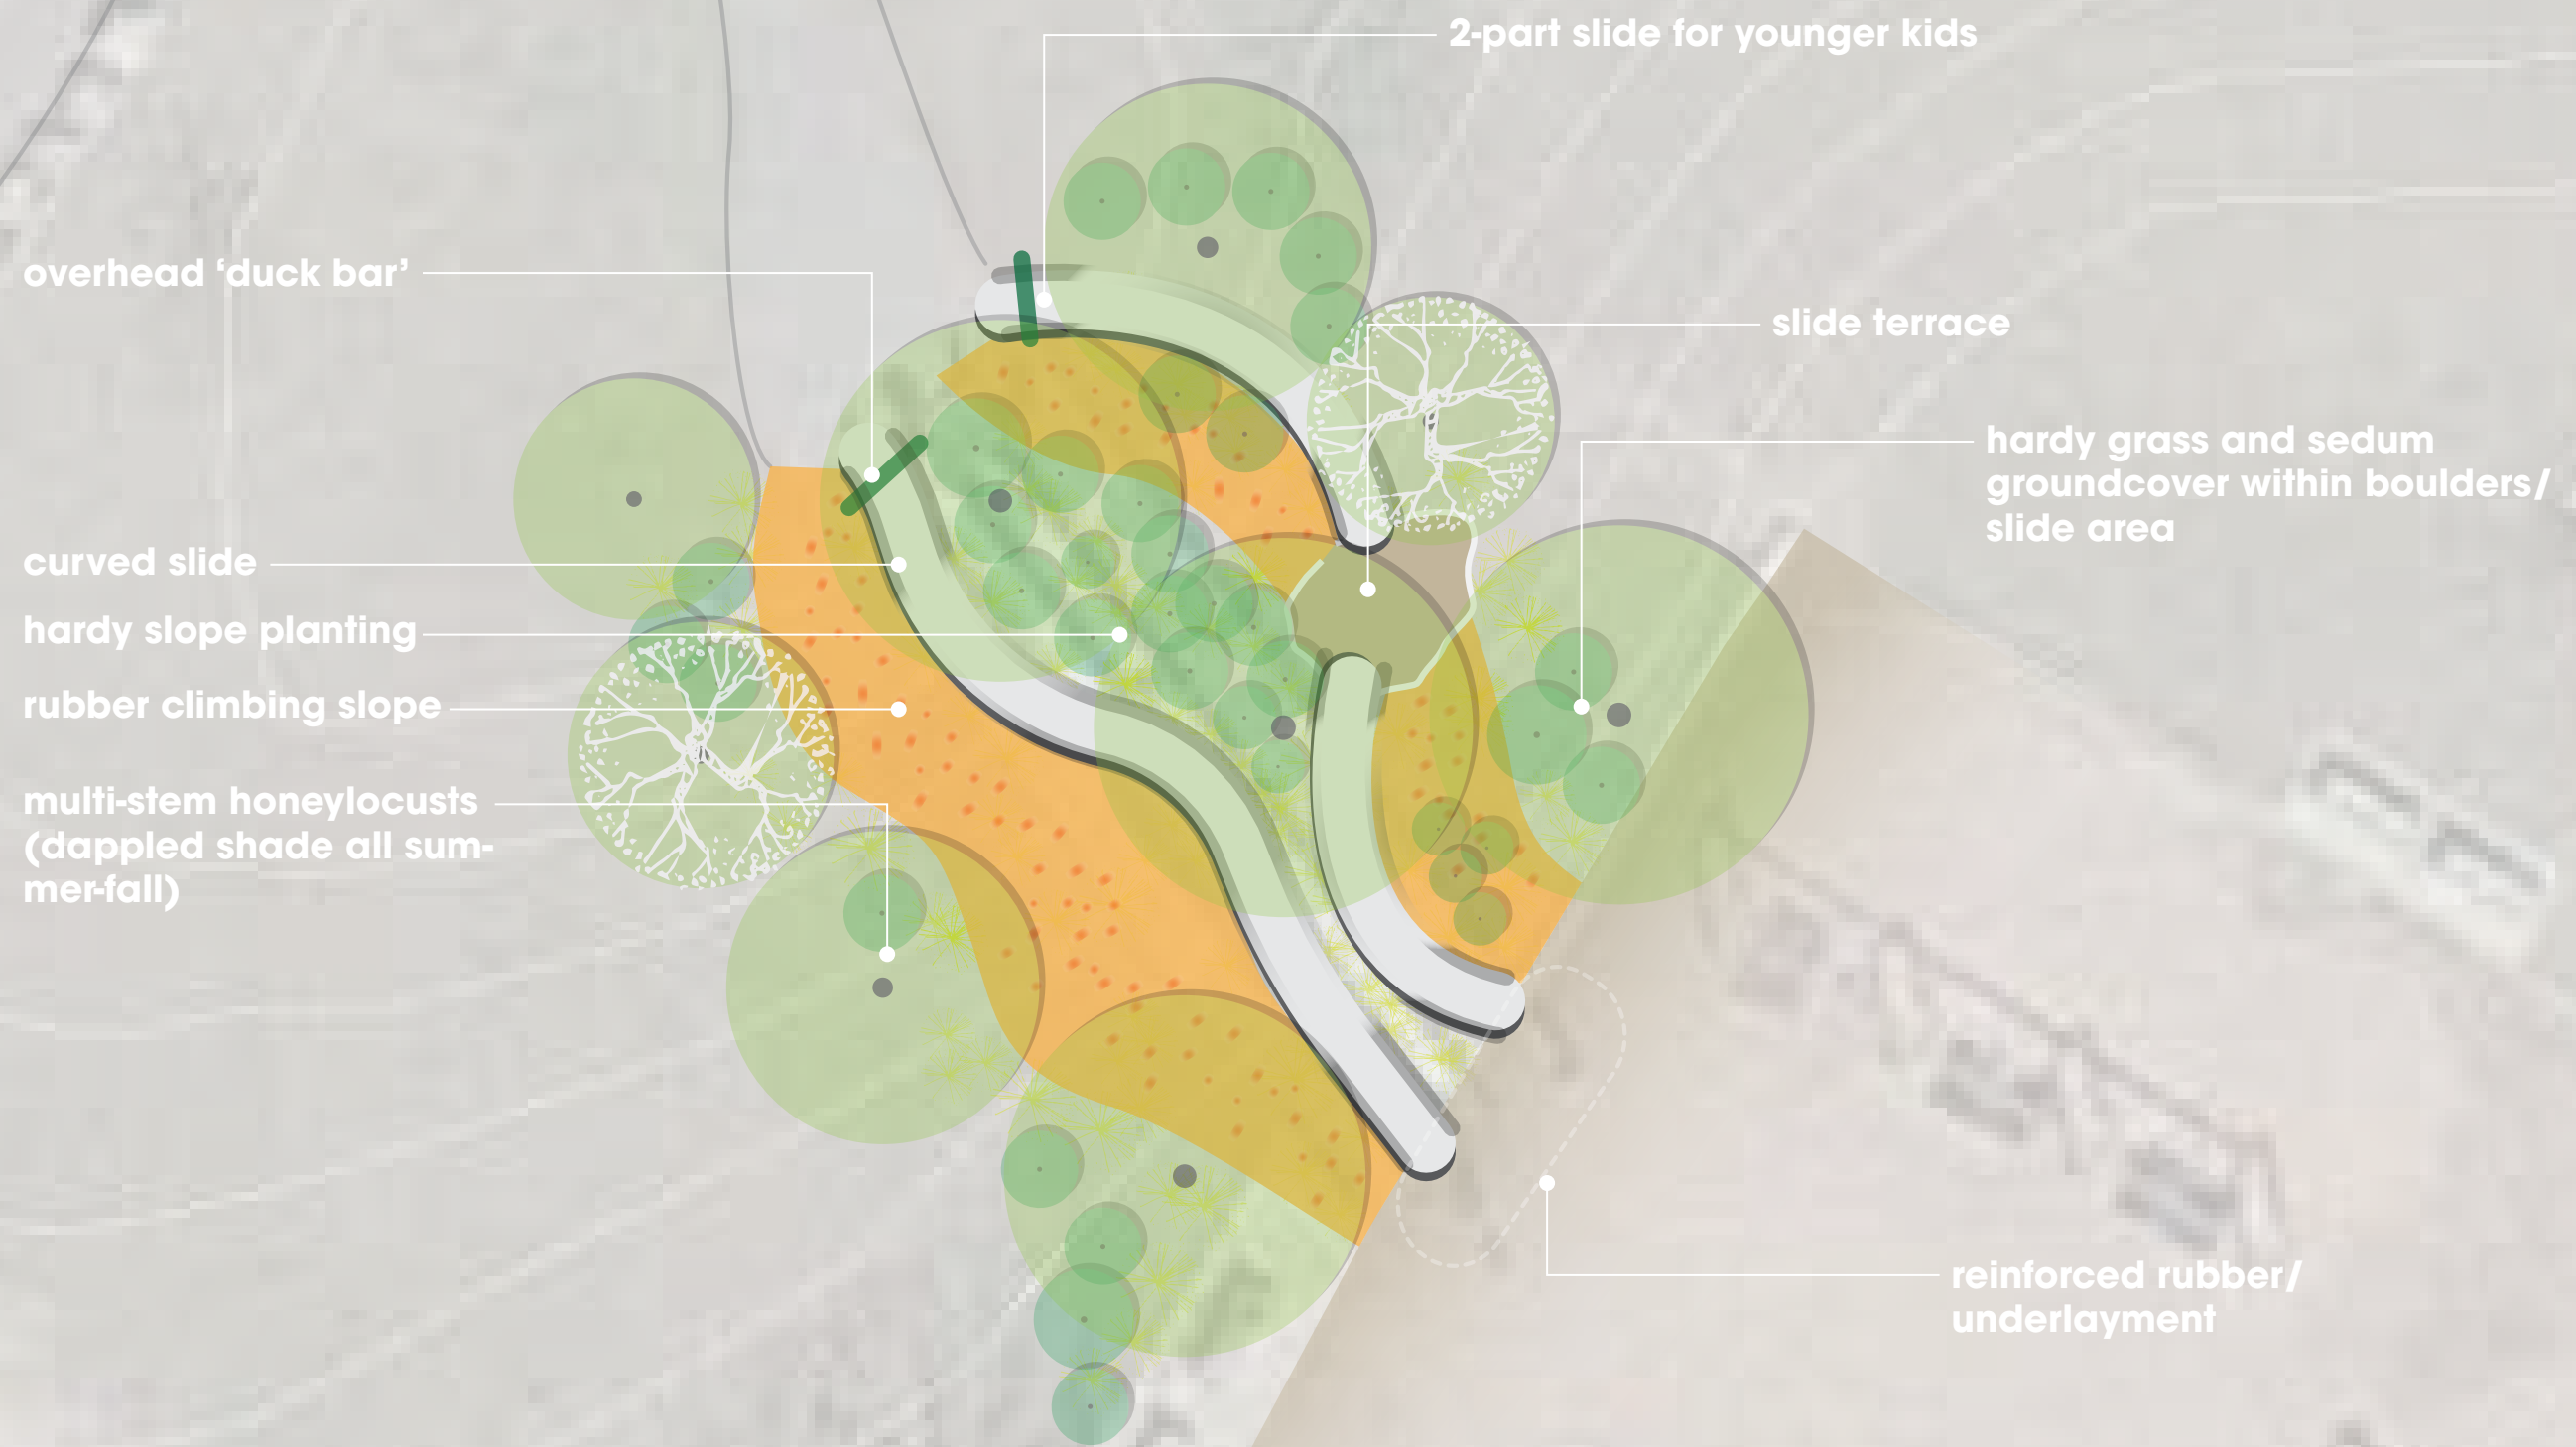 2-part slide for younger kids
overhead ‘duck bar’
slide terrace
hardy grass and sedum
groundcover within boulders/
slide area
curved slide
hardy slope planting
rubber climbing slope
multi-stem honeylocusts
(dappled shade all sum-
mer-fall)
reinforced rubber/
underlayment